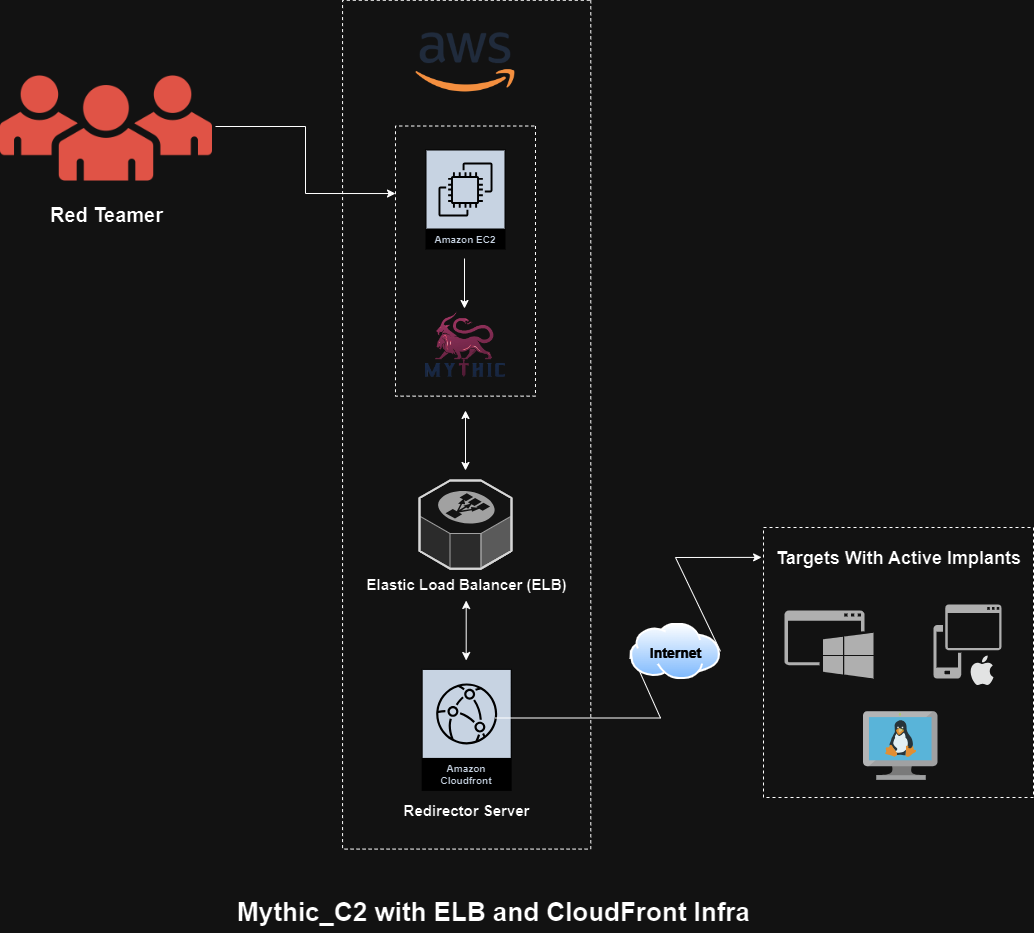 aws
Red Teamer
Amazon EC2
MYTHIC
Elastic Load Balancer (ELB)
Targets With Active Implants
Internet
Amazon
Cloudfront
Redirector Server
Mythic_C2 with ELB and CloudFront Infra